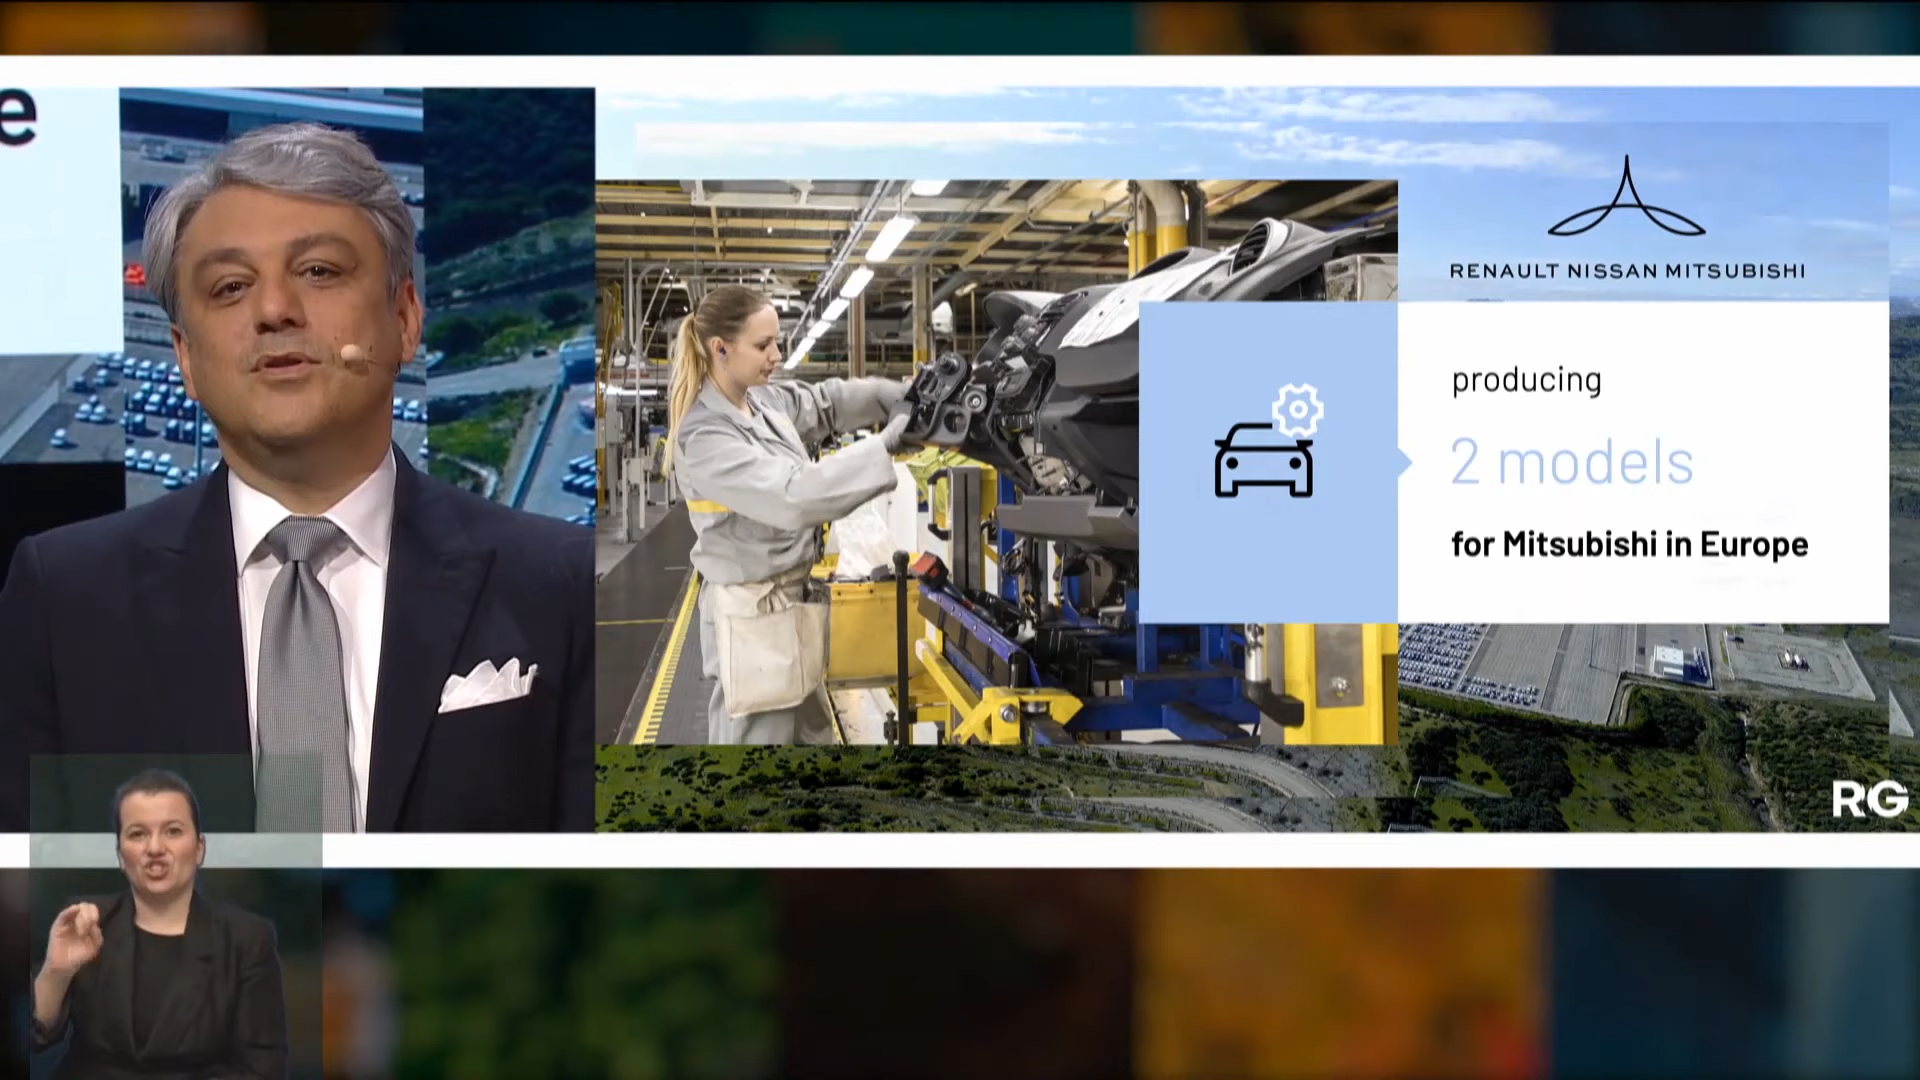 e
RENAULT NISSAN MITSUBISHI
producing
2 models
for Mitsubishi in Europe
RG